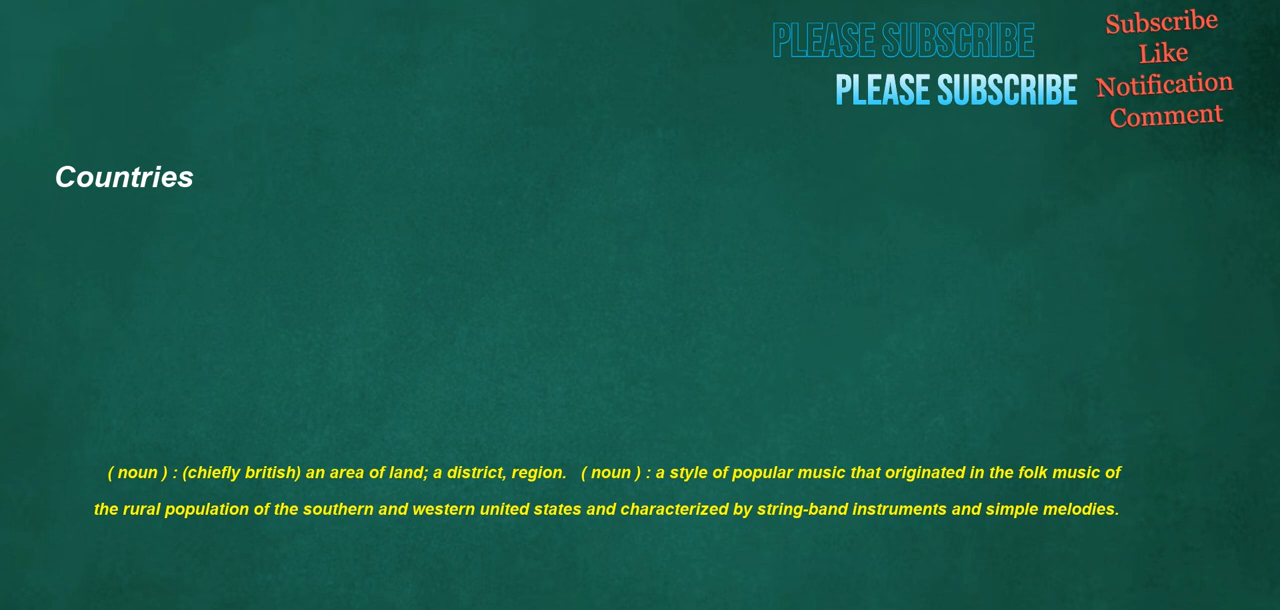 PLEASE SUBSCRIBE
PLEASE SUBSCRIBE
Subscribe
Like
Notification
Comment
Countries
( noun ) : (chiefly british) an area of land; a district, region.   ( noun ) : a style of popular music that originated in the folk music of
the rural population of the southern and western united states and characterized by string-band instruments and simple melodies.